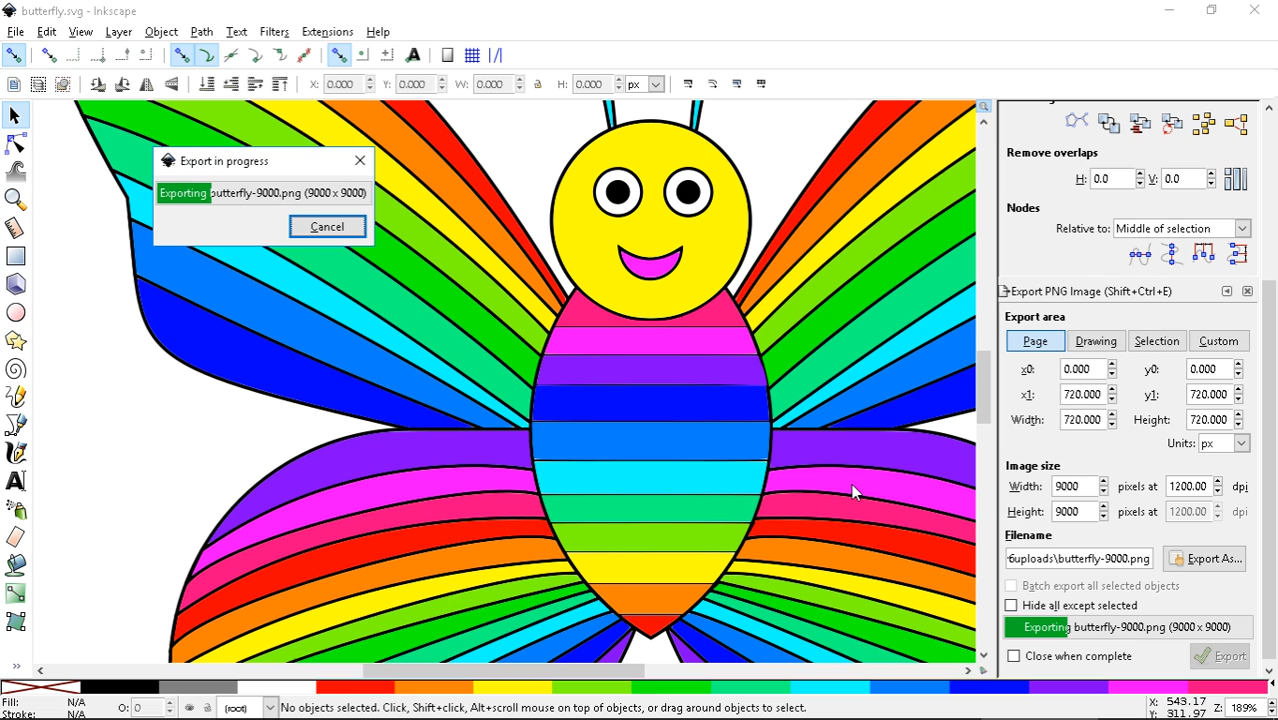 butterfly.svg - Inkscape
File Edit View Layer Object Path Text Filters Extensions Help
X: 0.000 Y: 0.000 W: 0.000 H: 0.000 px
Export in progress
Exporting butterfly-9000.png (9000 x 9000)
Cancel
Remove overlaps
H: 0.0 V: 0.0
Nodes
Relative to: Middle of selection
Export PNG Image (Shift+Ctrl+E)
Export area
Page Drawing Selection Custom
x0: 0.000 y0: 0.000
x1: 720.000 y1: 720.000
Width: 720.000 Height: 720.000
Units: px
Image size
Width: 9000 pixels at 1200.00 dpi
Height: 9000 pixels at 1200.00 dpi
Filename
uploads\butterfly-9000.png Export As...
Batch export all selected objects
Hide all except selected
Exporting butterfly-9000.png (9000 x 9000)
Close when complete Export
Fill: N/A
Stroke: N/A
O: 0 (root) No objects selected. Click, Shift+click, Alt+scroll mouse on top of objects, or drag around objects to select.
X: 543.17
Y: 311.97
Z: 189%